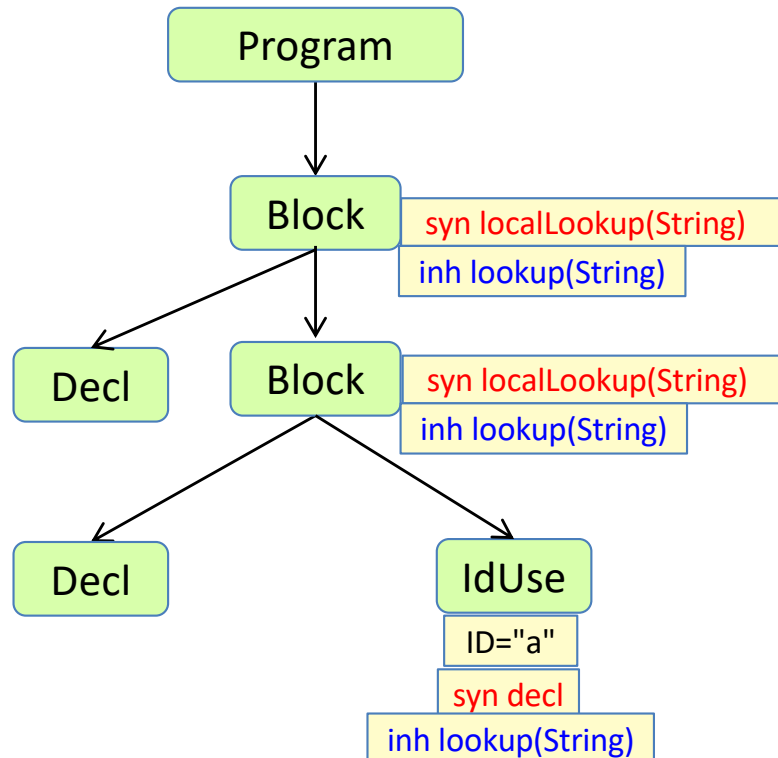 Program
Block
syn localLookup(String)
inh lookup(String)
Decl
Block
syn localLookup(String)
inh lookup(String)
Decl
IdUse
ID="a"
syn decl
inh lookup(String)